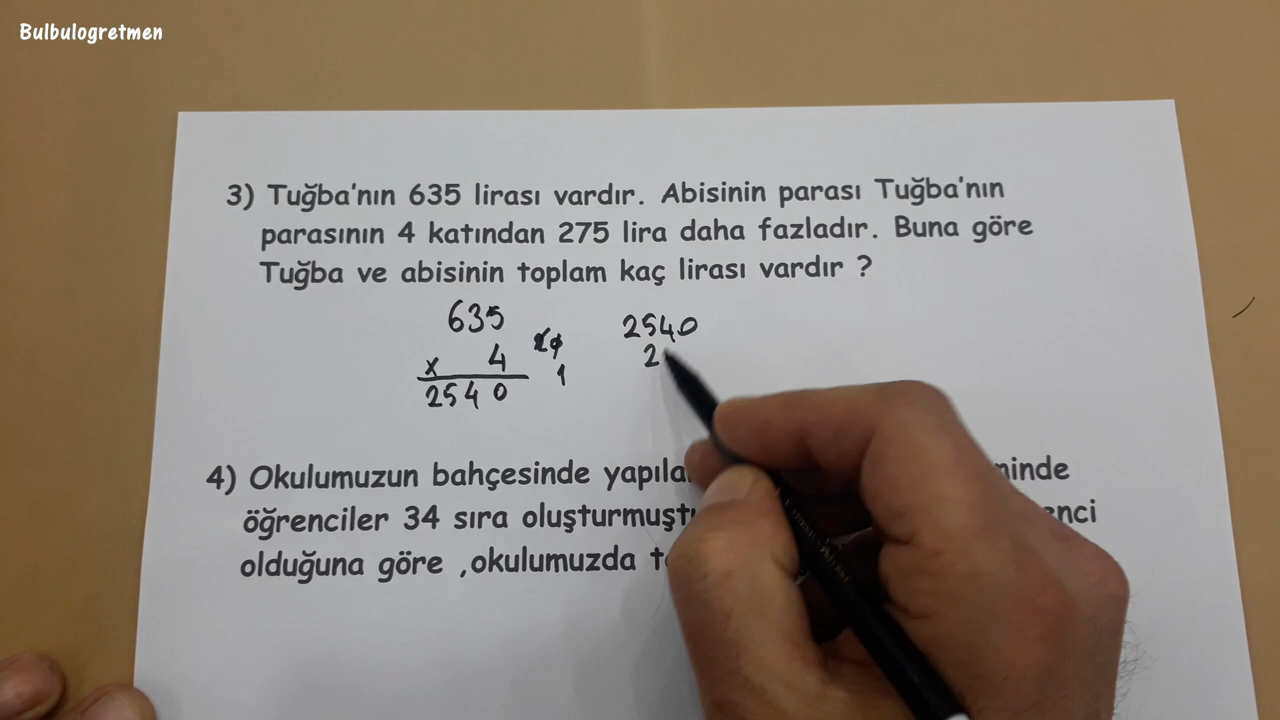 Bulbulogretmen
3) Tuğba'nın 635 lirası vardır. Abisinin parası Tuğba'nın
parasının 4 katından 275 lira daha fazladır. Buna göre
Tuğba ve abisinin toplam kaç lirası vardır ?
635
x 4
2540
1
2540
2
4) Okulumuzun bahçesinde
öğrenciler 34 sıra
olduğuna göre ,okulumuzda